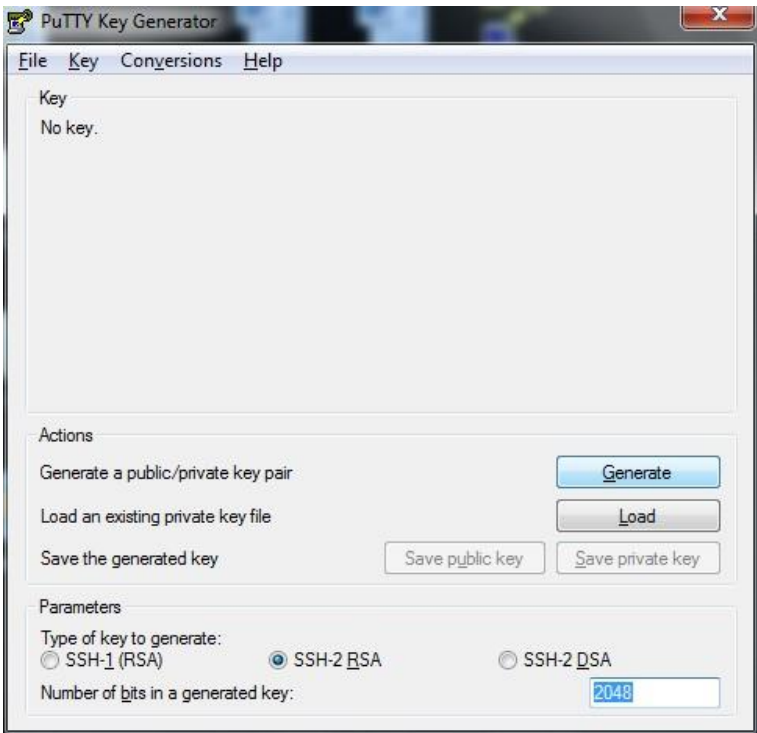 PuTTY Key Generator
X
File Key Conversions Help
Key
No key.
Actions
Generate a public/private key pair Generate
Load an existing private key file Load
Save the generated key Save public key Save private key
Parameters
Type of key to generate:
SSH-1 (RSA) SSH-2 RSA SSH-2 DSA
Number of bits in a generated key: 2048